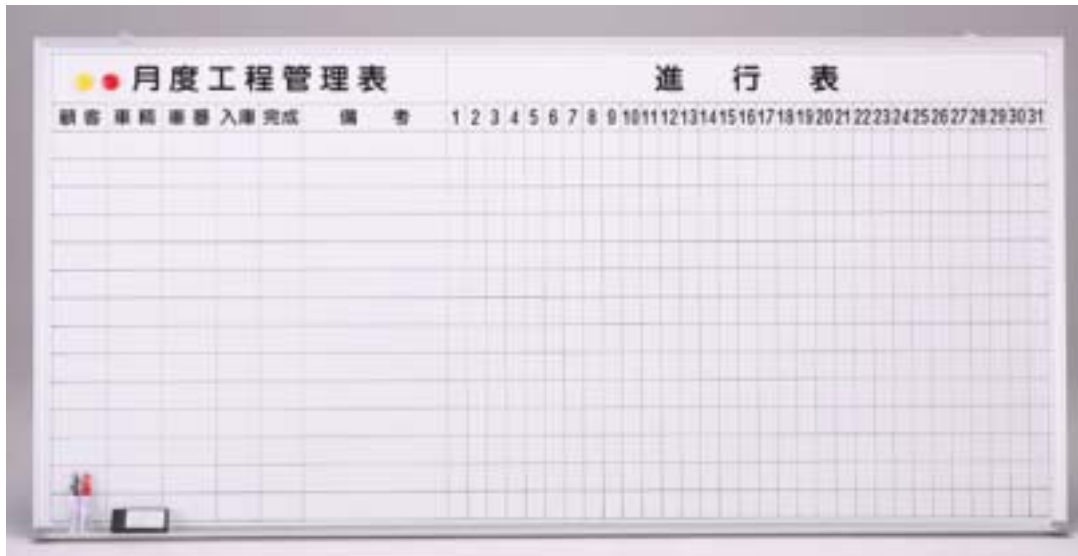 月度工程管理表
進行表
顧客 車輌 車番 入庫 完成 備考 1 2 3 4 5 6 7 8 9 10 11 12 13 14 15 16 17 18 19 20 21 22 23 24 25 26 27 28 29 30 31